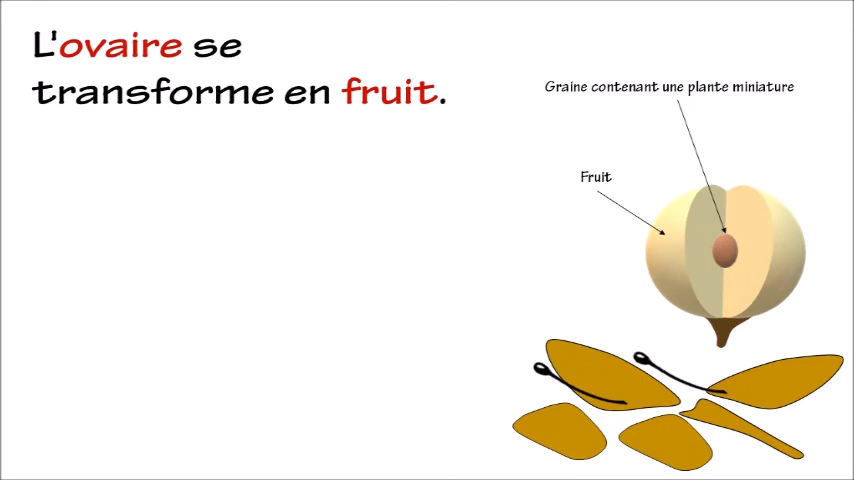 L'ovaire se
transforme en fruit.
Graine contenant une plante miniature
Fruit